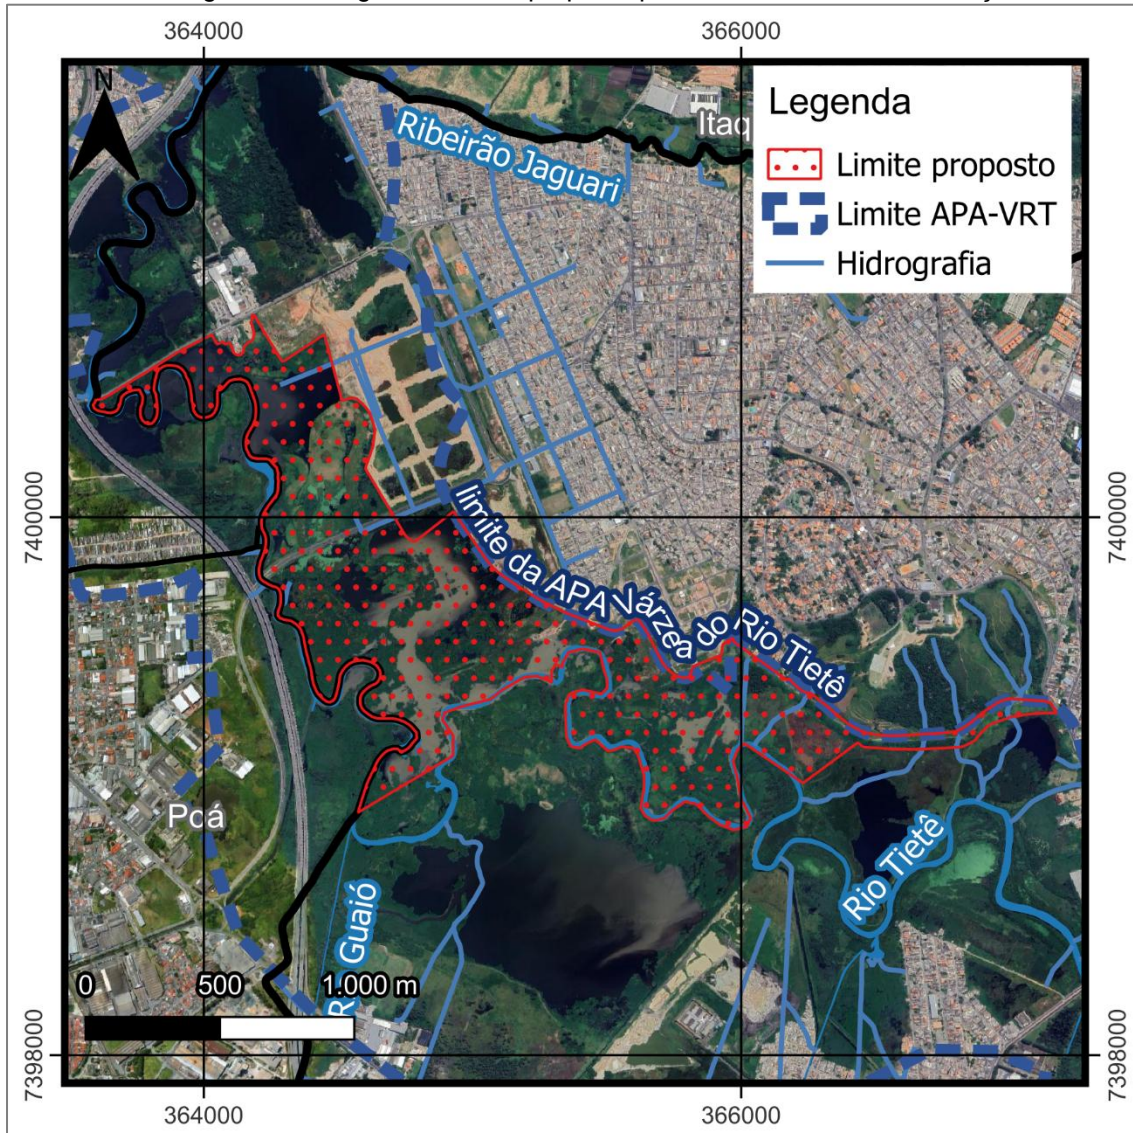 364000
366000
N
Legenda
Limite proposto
Limite APA-VRT
Hidrografia
Itaq
Ribeirão Jaguari
7400000
7400000
limite da APA Várzea do Rio Tietê
Poá
Rio Tietê
Guaió
0 500 1.000 m
7398000
7398000
364000
366000